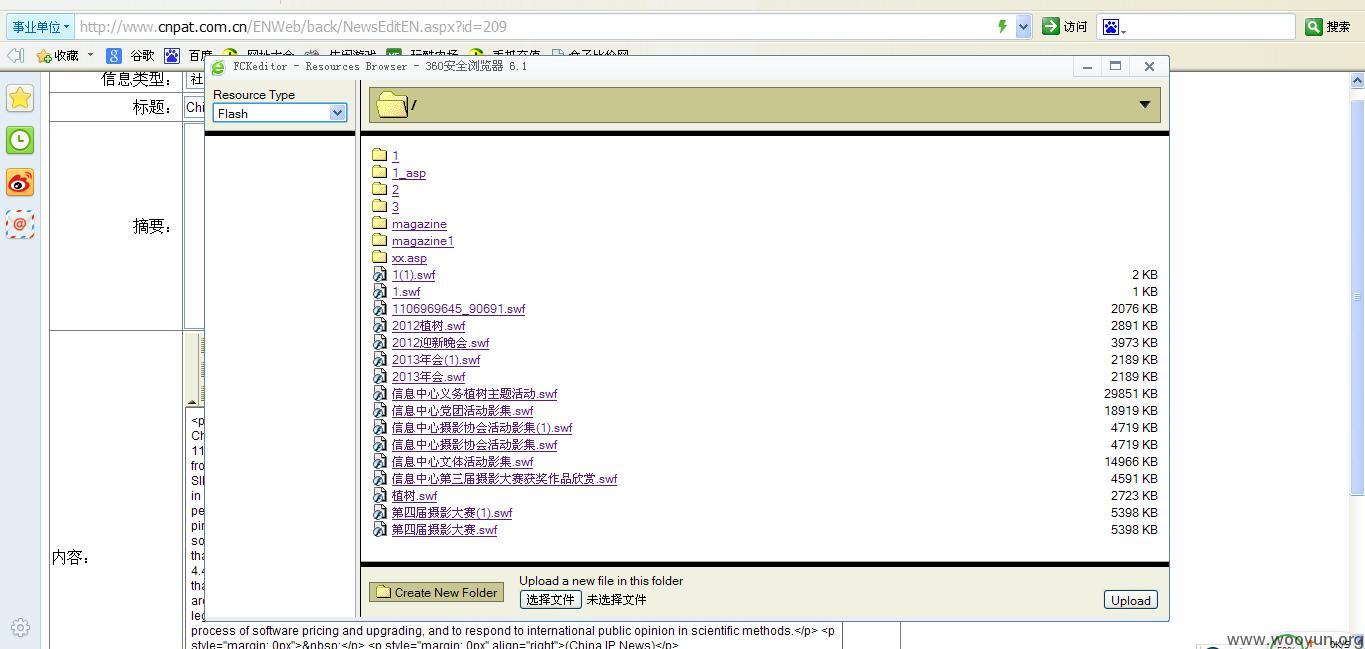 事业单位 http://www.cnpat.com.cn/ENWeb/back/NewsEditEN.aspx?id=209 访问 搜索
收藏 谷歌 百度 网址大全
FCKeditor - Resources Browser - 360安全浏览器 6.1
信息类型： 社
标题： Chi
摘要：
内容：
Resource Type
Flash
/
1
1_asp
2
3
magazine
magazine1
xx.asp
1(1).swf 2 KB
1.swf 1 KB
1106969645_90691.swf 2076 KB
2012植树.swf 2891 KB
2012迎新晚会.swf 3973 KB
2013年会(1).swf 2189 KB
2013年会.swf 2189 KB
信息中心义务植树主题活动.swf 29851 KB
信息中心党团活动影集.swf 18919 KB
信息中心摄影协会活动影集(1).swf 4719 KB
信息中心摄影协会活动影集.swf 4719 KB
信息中心文体活动影集.swf 14966 KB
信息中心第三届摄影大赛获奖作品欣赏.swf 4591 KB
植树.swf 2723 KB
第四届摄影大赛(1).swf 5398 KB
第四届摄影大赛.swf 5398 KB
Create New Folder
Upload a new file in this folder
选择文件 未选择文件
Upload
<p
Ch
11
fro
SII
in
pe
pir
so
tha
4.4
tha
are
leg
process of software pricing and upgrading, and to respond to international public opinion in scientific methods.</p> <p
style="margin: 0px">&nbsp;</p> <p style="margin: 0px" align="right">(China IP News)</p>
www.wooyun.org